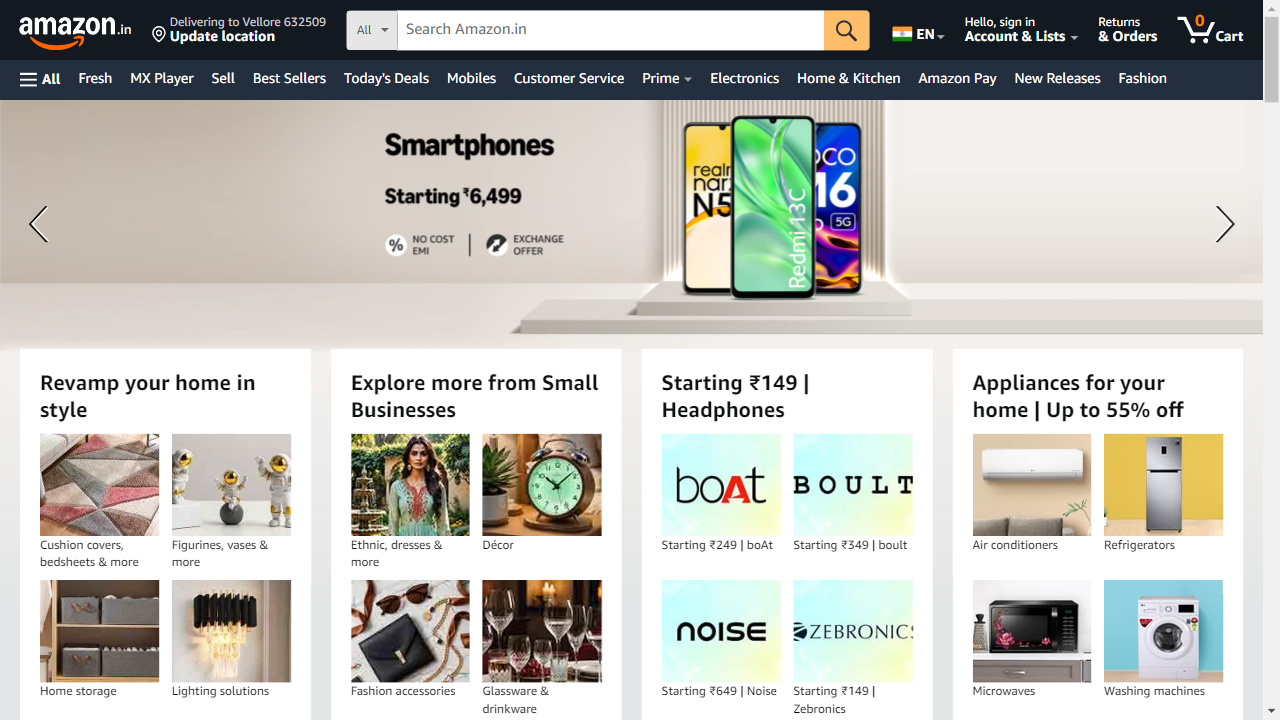 amazon.in
Delivering to Vellore 632509
Update location
All
Search Amazon.in
EN
Hello, sign in
Account & Lists
Returns
& Orders
0
Cart
All
Fresh
MX Player
Sell
Best Sellers
Today's Deals
Mobiles
Customer Service
Prime
Electronics
Home & Kitchen
Amazon Pay
New Releases
Fashion
Smartphones
Starting ₹6,499
% NO COST
EMI
EXCHANGE
OFFER
realm
narz
N5
Redmi 13C
OCO
M6
5G
Revamp your home in
style
Cushion covers,
bedsheets & more
Figurines, vases &
more
Home storage
Lighting solutions
Explore more from Small
Businesses
Ethnic, dresses &
more
Décor
Fashion accessories
Glassware &
drinkware
Starting ₹149 |
Headphones
boAt
Starting ₹249 | boAt
BOULT
Starting ₹349 | boult
noise
Starting ₹649 | Noise
ZEBRONICS
Starting ₹149 |
Zebronics
Appliances for your
home | Up to 55% off
Air conditioners
Refrigerators
Microwaves
Washing machines